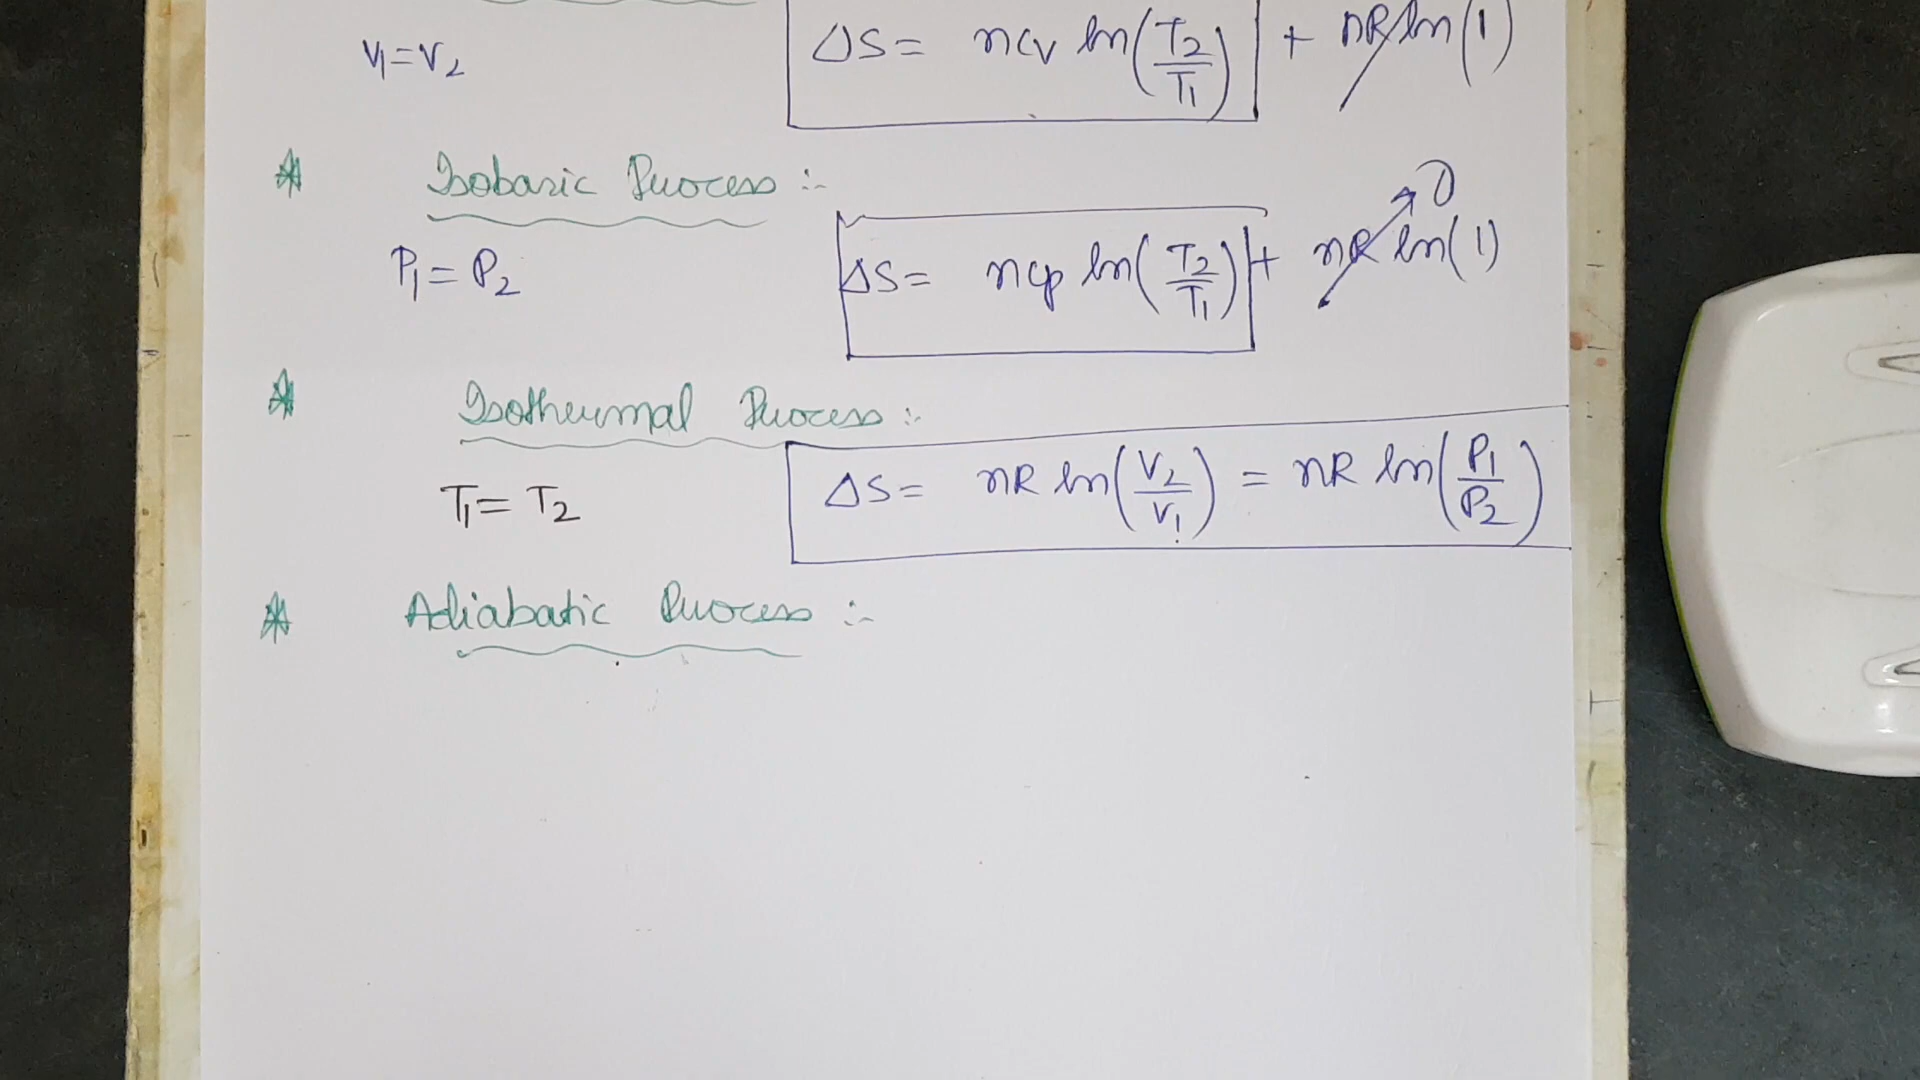 V₁=V₂ ΔS= nCv ln(T₂/T₁) + nR ln(1)
Isobaric Process :-
P₁= P₂ ΔS= nCp ln(T₂/T₁) + nR ln(1) 0
Isothermal Process :-
T₁= T₂ ΔS= nR ln(V₂/V₁) = nR ln(P₁/P₂)
Adiabatic Process :-